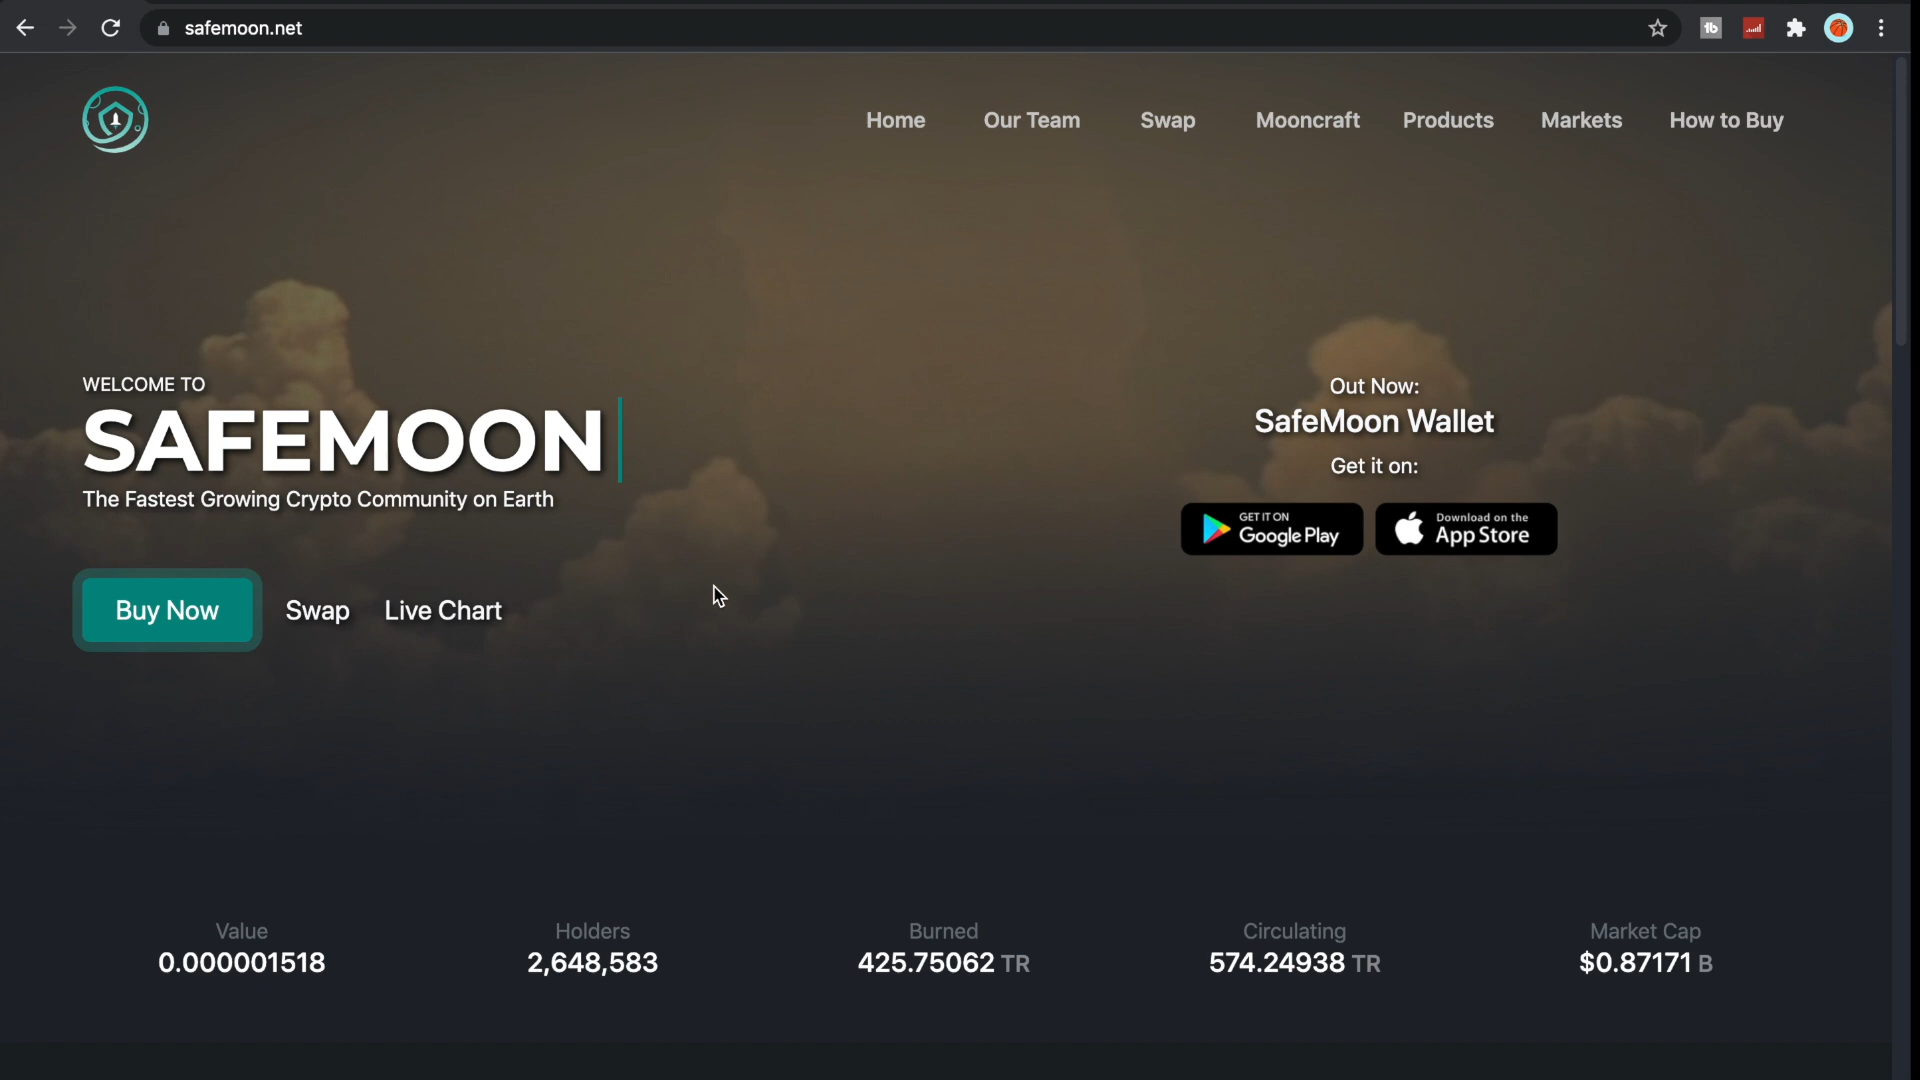 safemoon.net
Home Our Team Swap Mooncraft Products Markets How to Buy
WELCOME TO
SAFEMOON
The Fastest Growing Crypto Community on Earth
Buy Now Swap Live Chart
Out Now:
SafeMoon Wallet
Get it on:
GET IT ON
Google Play
Download on the
App Store
Value
0.000001518
Holders
2,648,583
Burned
425.75062 TR
Circulating
574.24938 TR
Market Cap
$0.87171 B